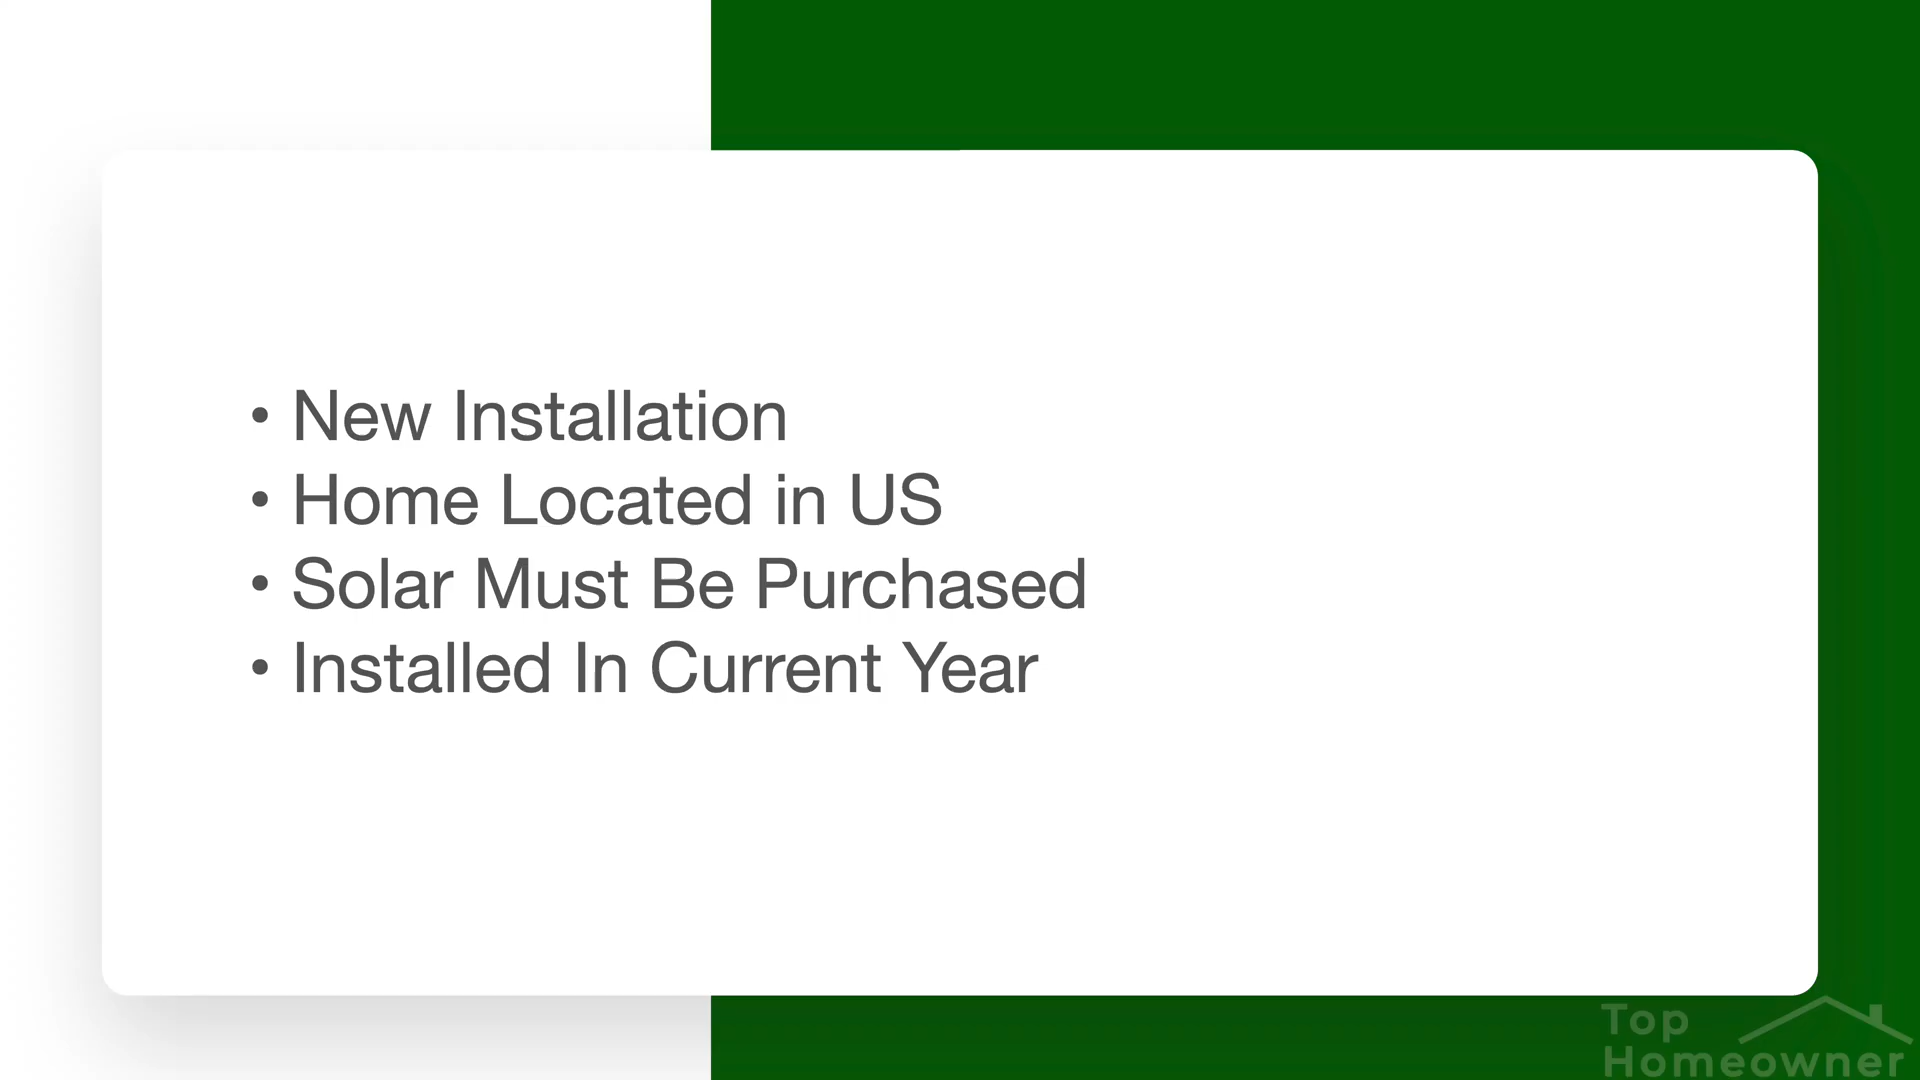 • New Installation
• Home Located in US
• Solar Must Be Purchased
• Installed In Current Year
Top
Homeowner